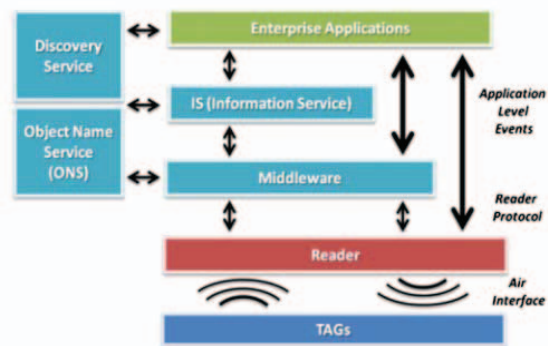 Discovery
Service
Enterprise Applications
IS (Information Service)
Application
Level
Events
Object Name
Service
(ONS)
Middleware
Reader
Protocol
Reader
Air
Interface
TAGs